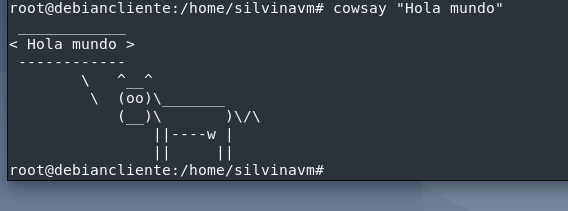 root@debiancliente:/home/silvinavm# cowsay "Hola mundo"
 ____________
< Hola mundo >
 ------------
        \   ^__^
         \  (oo)\_______
            (__)\       )\/\
                ||----w |
                ||     ||
root@debiancliente:/home/silvinavm#